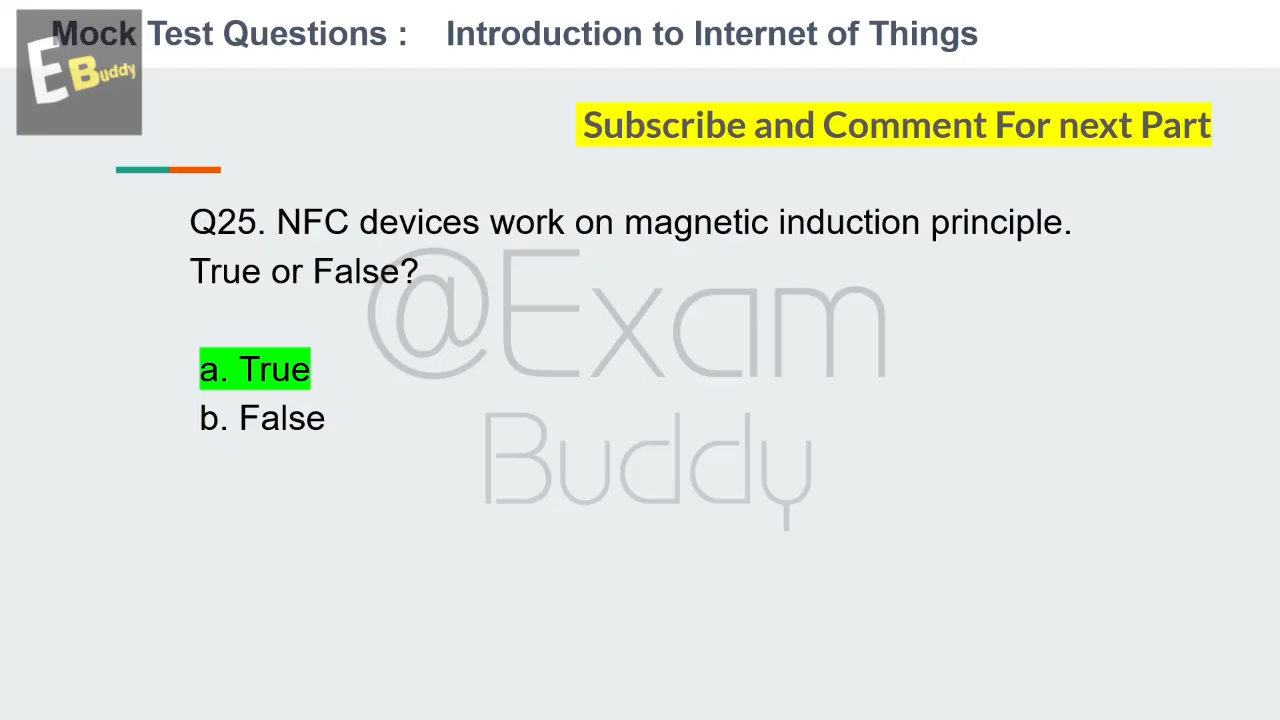 Mock Test Questions : Introduction to Internet of Things
E Buddy
Subscribe and Comment For next Part
Q25. NFC devices work on magnetic induction principle.
True or False?
@Exam
a. True
b. False
Buddy